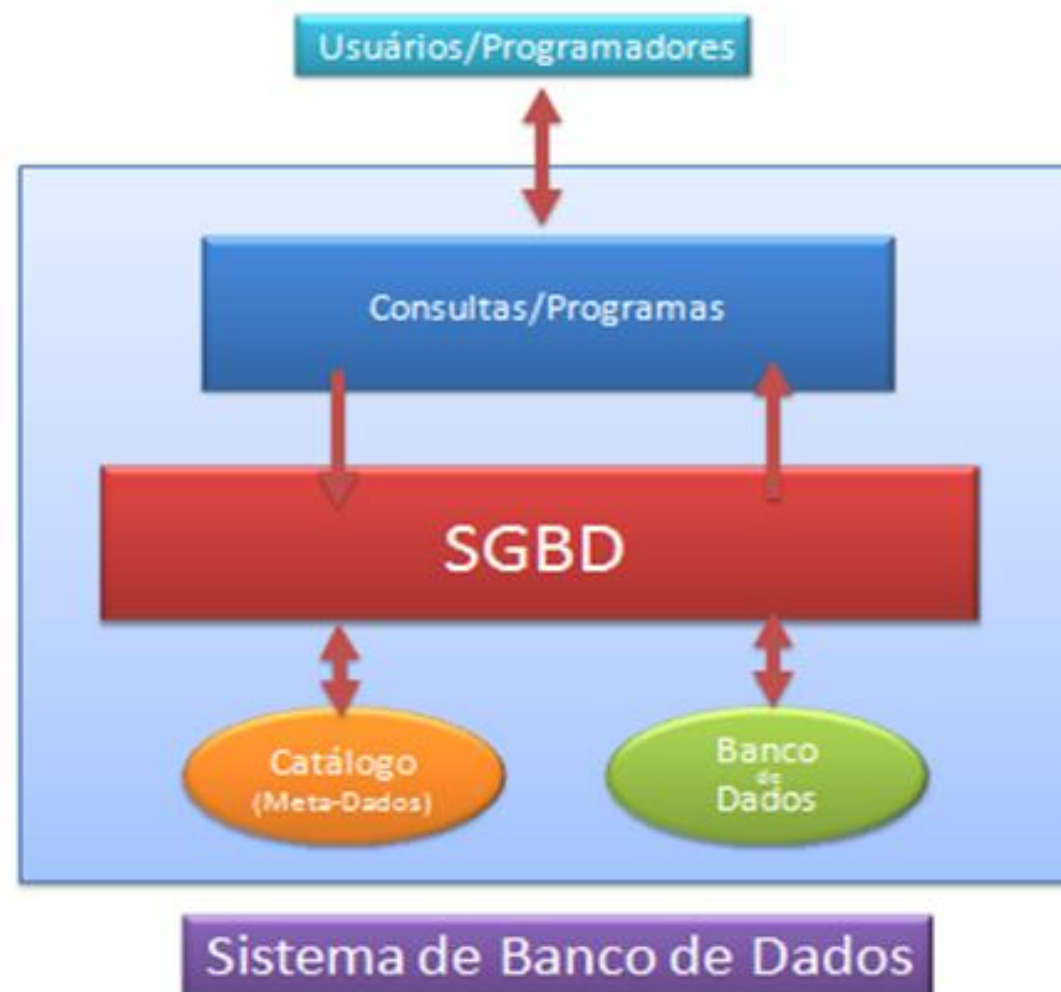 Usuários/Programadores
Consultas/Programas
SGBD
Catálogo
(Meta-Dados)
Banco
de
Dados
Sistema de Banco de Dados